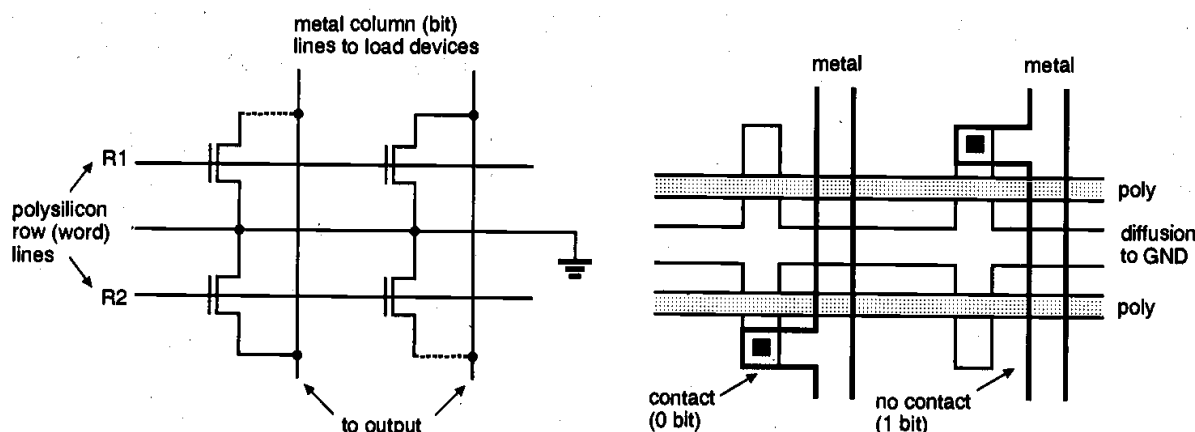 metal column (bit)
lines to load devices
R1
polysilicon
row (word)
lines
R2
to output
metal
metal
poly
diffusion
to GND
poly
contact
(0 bit)
no contact
(1 bit)